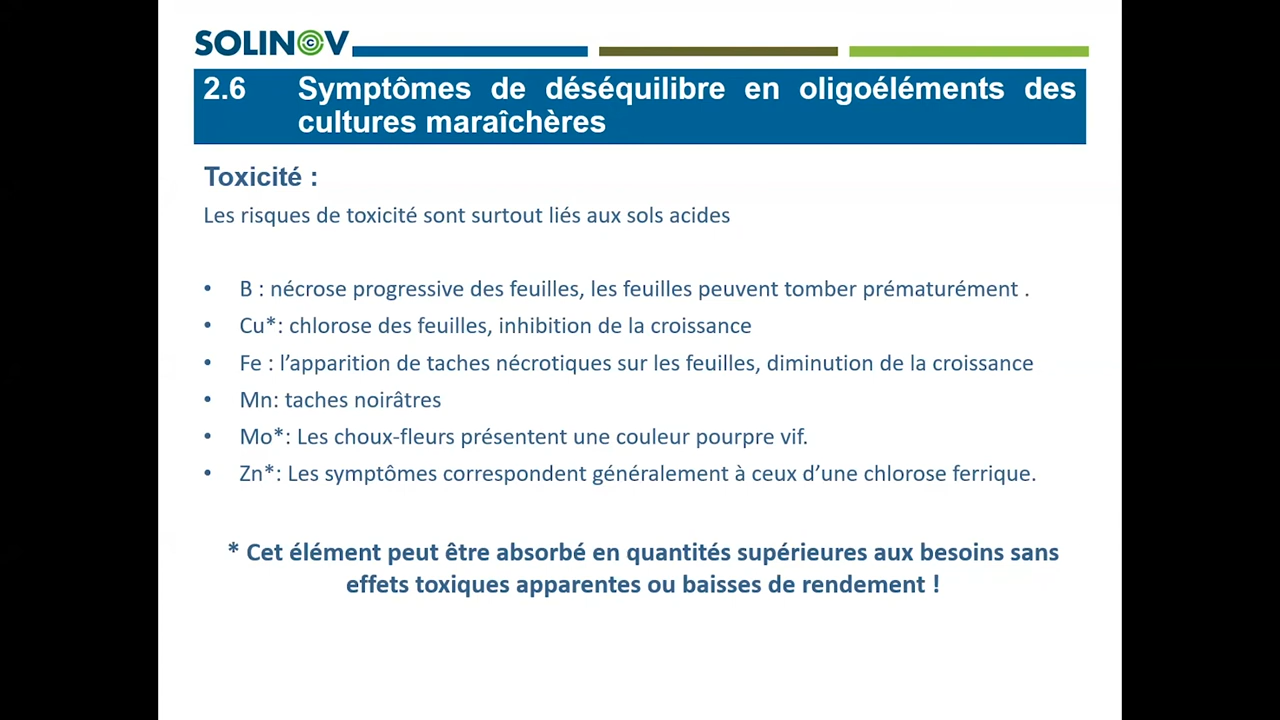 SOLINOV
2.6 Symptômes de déséquilibre en oligoéléments des
cultures maraîchères
Toxicité :
Les risques de toxicité sont surtout liés aux sols acides
• B : nécrose progressive des feuilles, les feuilles peuvent tomber prématurément .
• Cu*: chlorose des feuilles, inhibition de la croissance
• Fe : l’apparition de taches nécrotiques sur les feuilles, diminution de la croissance
• Mn: taches noirâtres
• Mo*: Les choux-fleurs présentent une couleur pourpre vif.
• Zn*: Les symptômes correspondent généralement à ceux d’une chlorose ferrique.
* Cet élément peut être absorbé en quantités supérieures aux besoins sans
effets toxiques apparentes ou baisses de rendement !